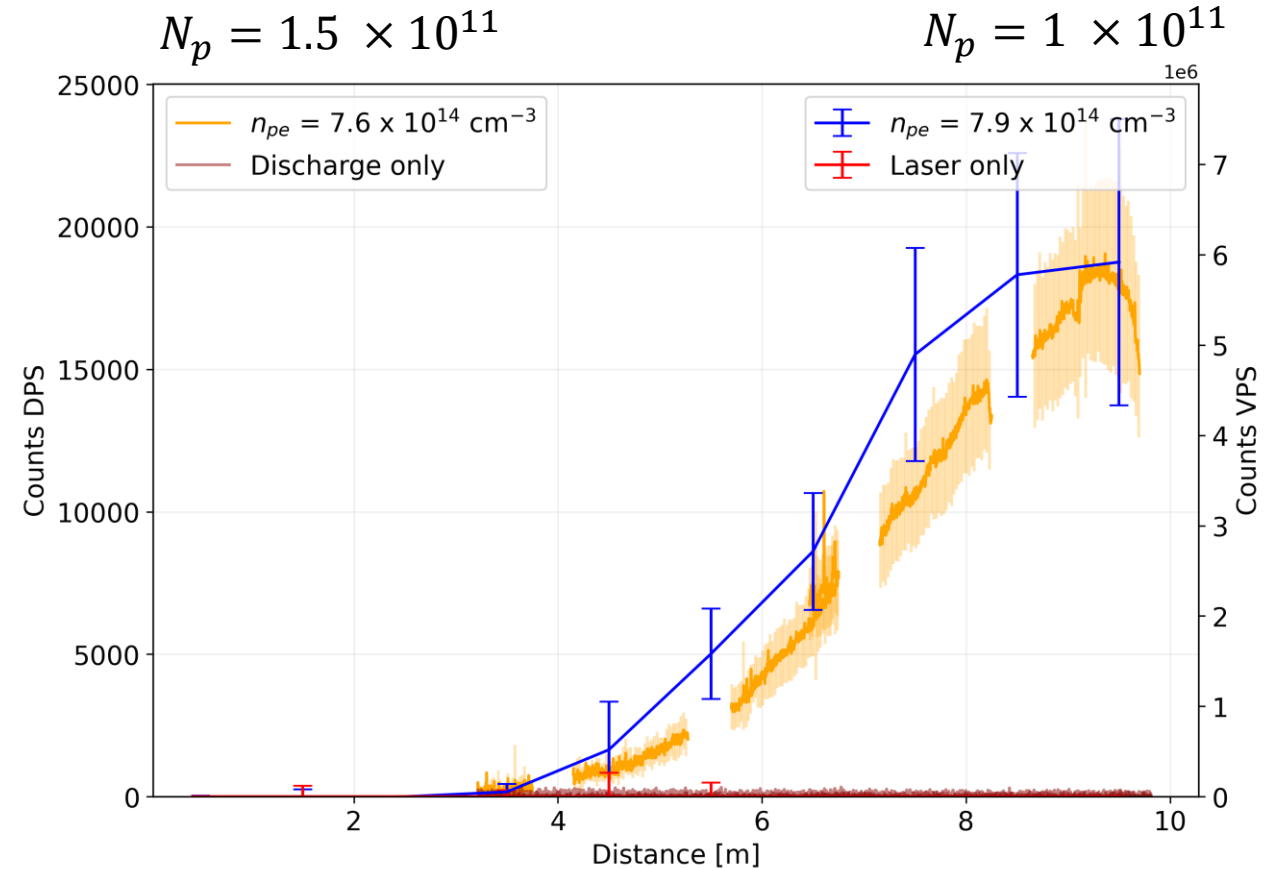 N_p = 1.5 × 10^11
N_p = 1 × 10^11
1e6
n_pe = 7.6 x 10^14 cm^−3
Discharge only
n_pe = 7.9 x 10^14 cm^−3
Laser only
25000
20000
15000
10000
5000
0
Counts DPS
7
6
5
4
3
2
1
0
Counts VPS
2 4 6 8 10
Distance [m]